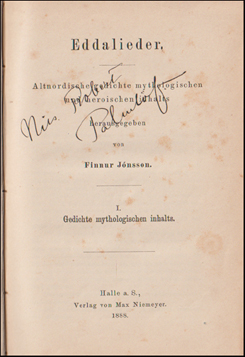 Eddalieder.
Altnordische gedichte mythologischen
und heroischen inhalts
herausgegeben
von
Finnur Jónsson.
I.
Gedichte mythologischen inhalts.
Halle a. S.,
Verlag von Max Niemeyer.
1888.